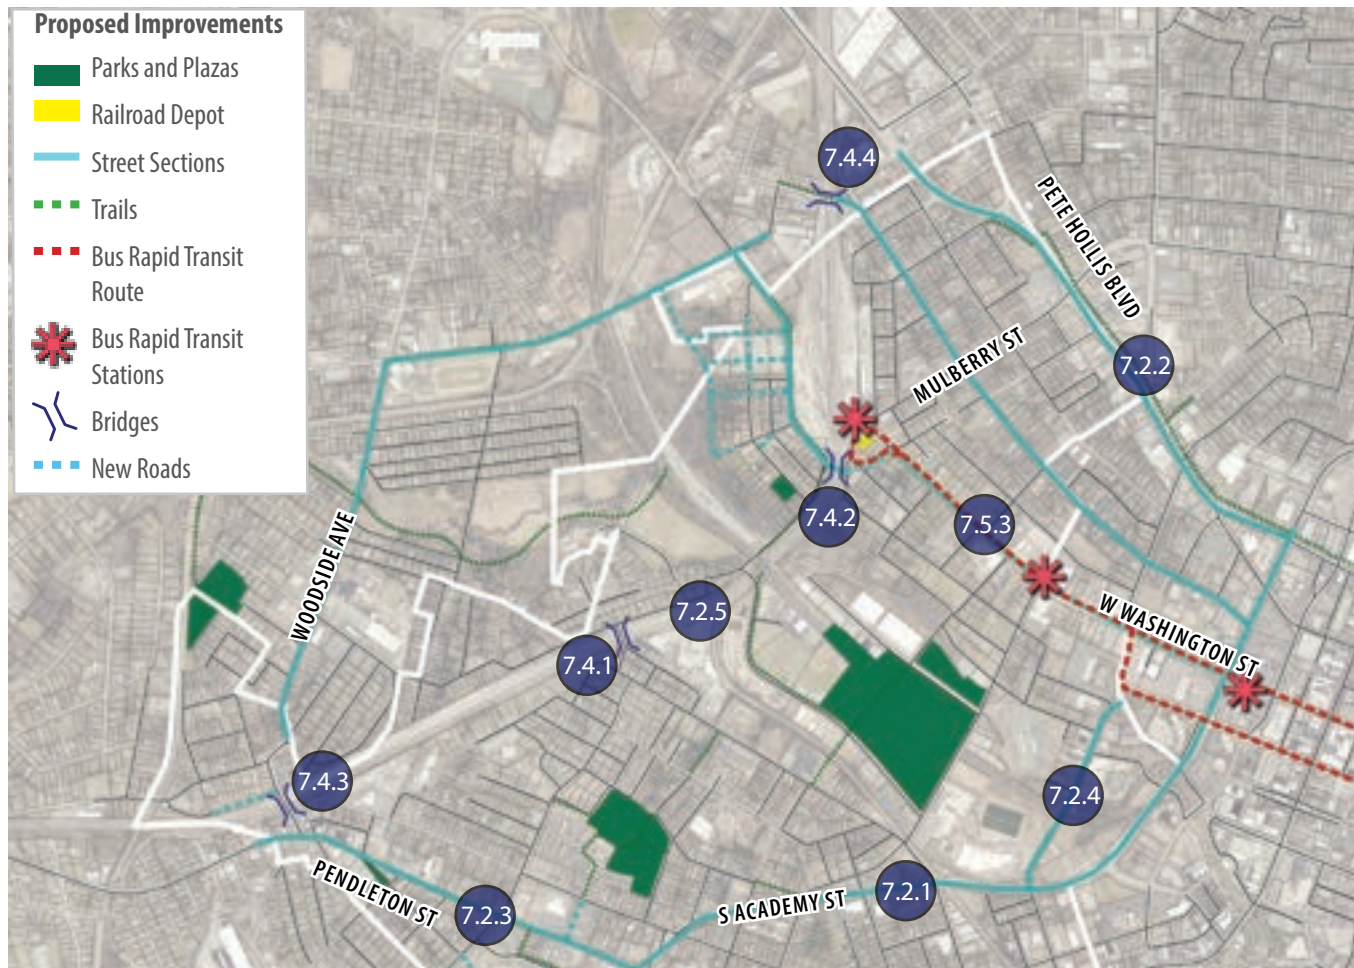 Proposed Improvements
Parks and Plazas
Railroad Depot
Street Sections
Trails
Bus Rapid Transit
Route
Bus Rapid Transit
Stations
Bridges
New Roads
7.4.4
PETE HOLLIS BLVD
7.2.2
MULBERRY ST
7.4.2
7.5.3
WOODSIDE AVE
7.2.5
W WASHINGTON ST
7.4.1
7.4.3
7.2.4
PENDLETON ST
7.2.3
S ACADEMY ST
7.2.1